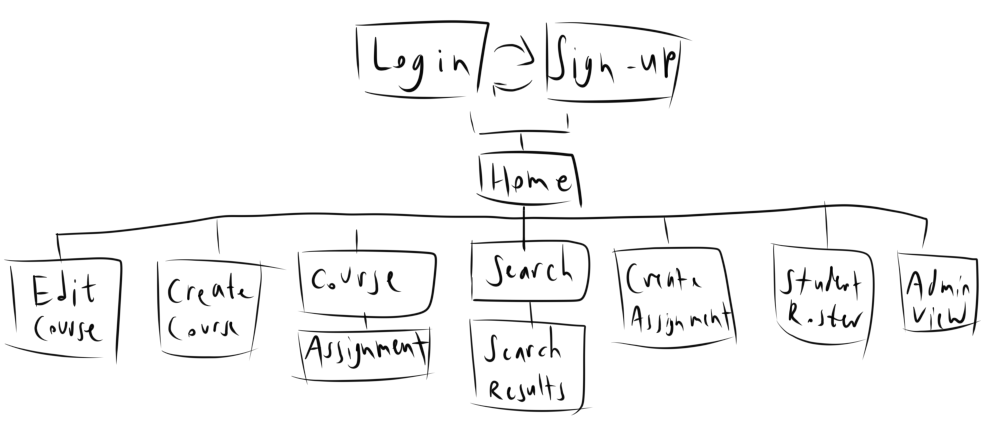 Login
Sign-up
Home
Edit
Course
Create
Course
Course
Assignment
Search
Search
Results
Create
Assignment
Student
Roster
Admin
View